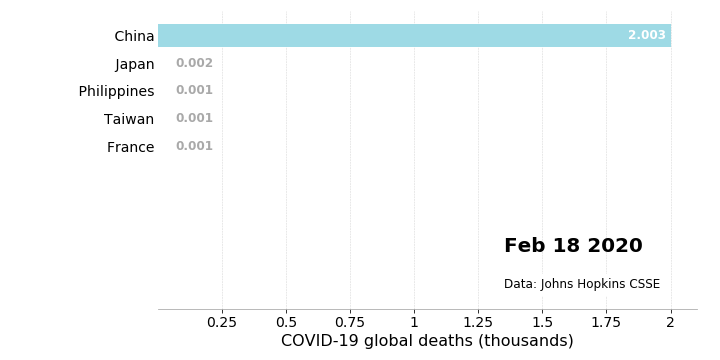 China 2.003
Japan 0.002
Philippines 0.001
Taiwan 0.001
France 0.001
Feb 18 2020
Data: Johns Hopkins CSSE
0.25 0.5 0.75 1 1.25 1.5 1.75 2
COVID-19 global deaths (thousands)